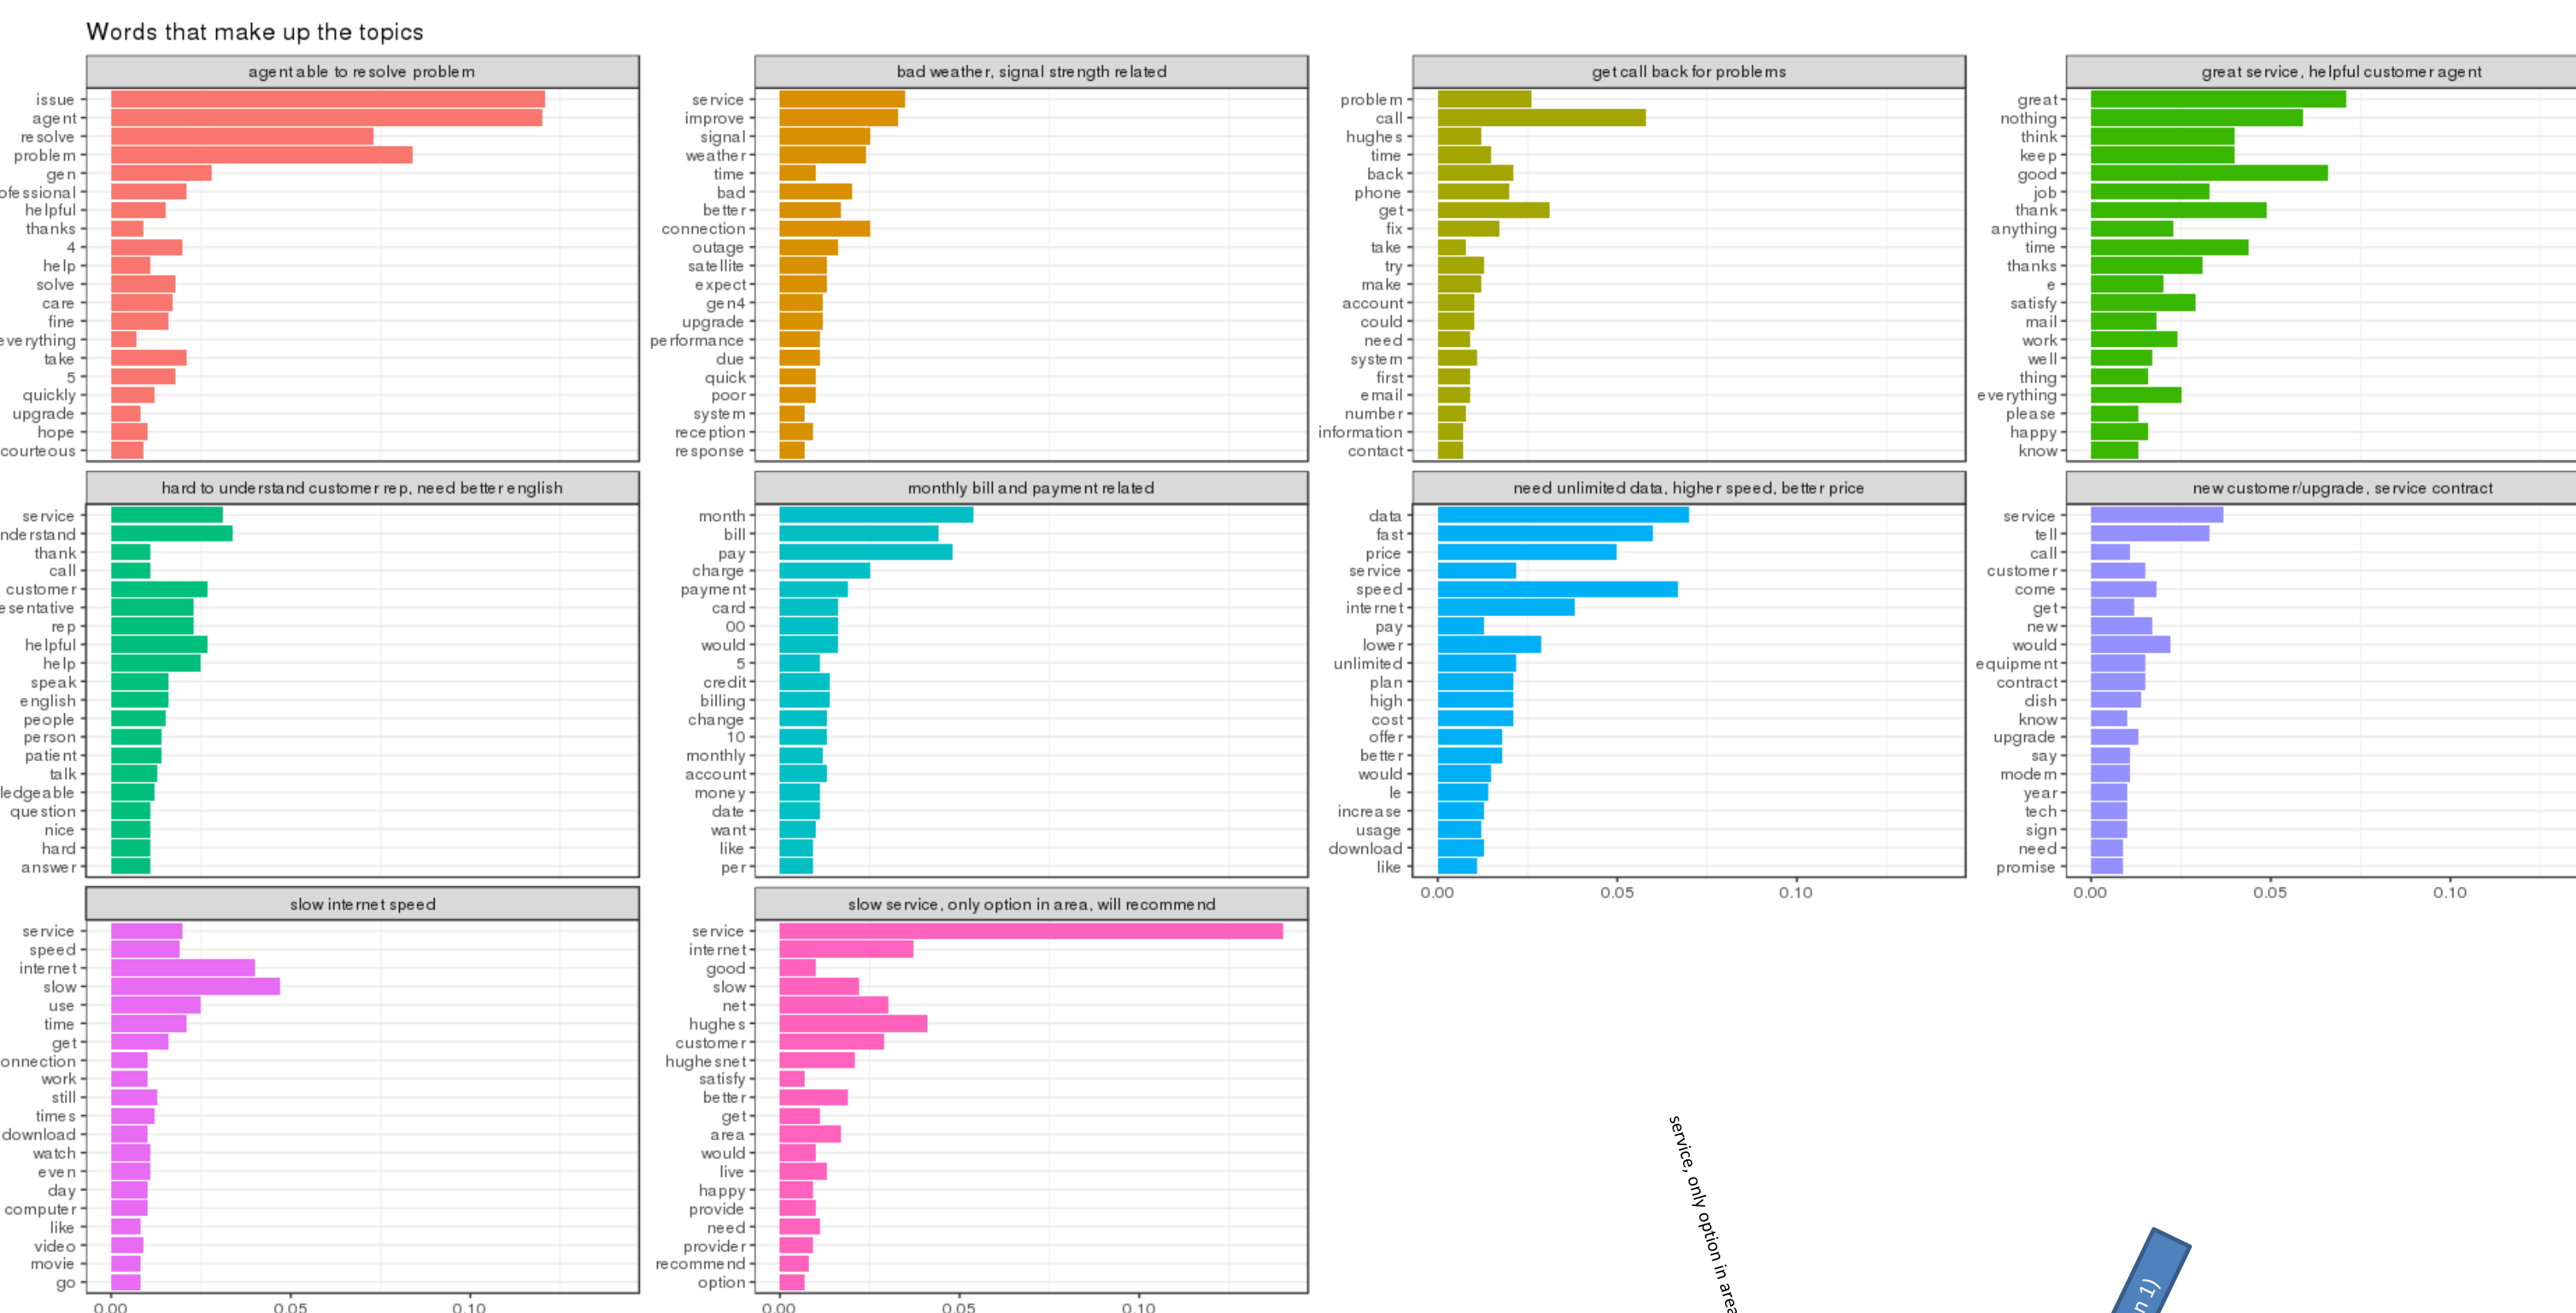 Words that make up the topics
agent able to resolve problem
issue
agent
resolve
problem
gen
ofessional
helpful
thanks
4
help
solve
care
fine
everything
take
5
quickly
upgrade
hope
courteous
bad weather, signal strength related
service
improve
signal
weather
time
bad
better
connection
outage
satellite
expect
gen4
upgrade
performance
due
quick
poor
system
reception
response
get call back for problems
problem
call
hughes
time
back
phone
get
fix
take
try
make
account
could
need
system
first
email
number
information
contact
great service, helpful customer agent
great
nothing
think
keep
good
job
thank
anything
time
thanks
e
satisfy
mail
work
well
thing
everything
please
happy
know
hard to understand customer rep, need better english
service
nderstand
thank
call
customer
esentative
rep
helpful
help
speak
english
people
person
patient
talk
ledgeable
question
nice
hard
answer
monthly bill and payment related
month
bill
pay
charge
payment
card
00
would
5
credit
billing
change
10
monthly
account
money
date
want
like
per
need unlimited data, higher speed, better price
data
fast
price
service
speed
internet
pay
lower
unlimited
plan
high
cost
offer
better
would
le
increase
usage
download
like
0.00 0.05 0.10
new customer/upgrade, service contract
service
tell
call
customer
come
get
new
would
equipment
contract
dish
know
upgrade
say
modem
year
tech
sign
need
promise
0.00 0.05 0.10
slow internet speed
service
speed
internet
slow
use
time
get
onnection
work
still
times
download
watch
even
day
computer
like
video
movie
go
0.00 0.05 0.10
slow service, only option in area, will recommend
service
internet
good
slow
net
hughes
customer
hughesnet
satisfy
better
get
area
would
live
happy
provide
need
provider
recommend
option
0.00 0.05 0.10
service, only option in area
n 1)